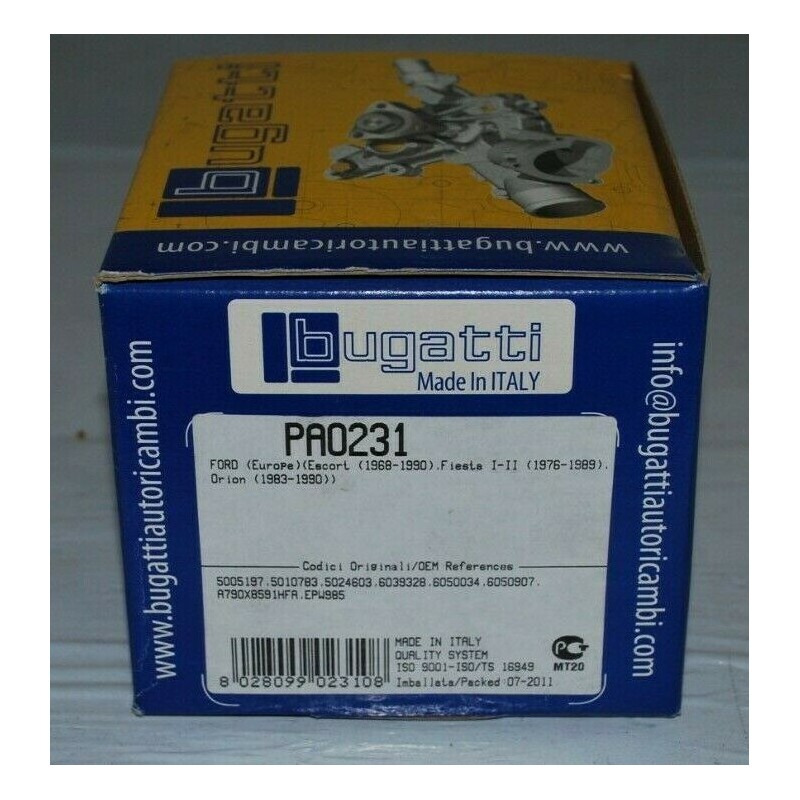 bugatti
www.bugattiautoricambi.com
bugatti
Made In ITALY
www.bugattiautoricambi.com
info@bugattiautoricambi.com
PA0231
FORD (Europe)(Escort (1968-1990).Fiesta I-II (1976-1989).
Orion (1983-1990))
Codici Originali/OEM References
5005197.5010783.5024603.6039328.6050034.6050907.
A790X8591HFA.EPW985
MADE IN ITALY
QUALITY SYSTEM
ISO 9001-ISO/TS 16949
Imballata/Packed 07-2011
8 028099 023108
PG
MT20